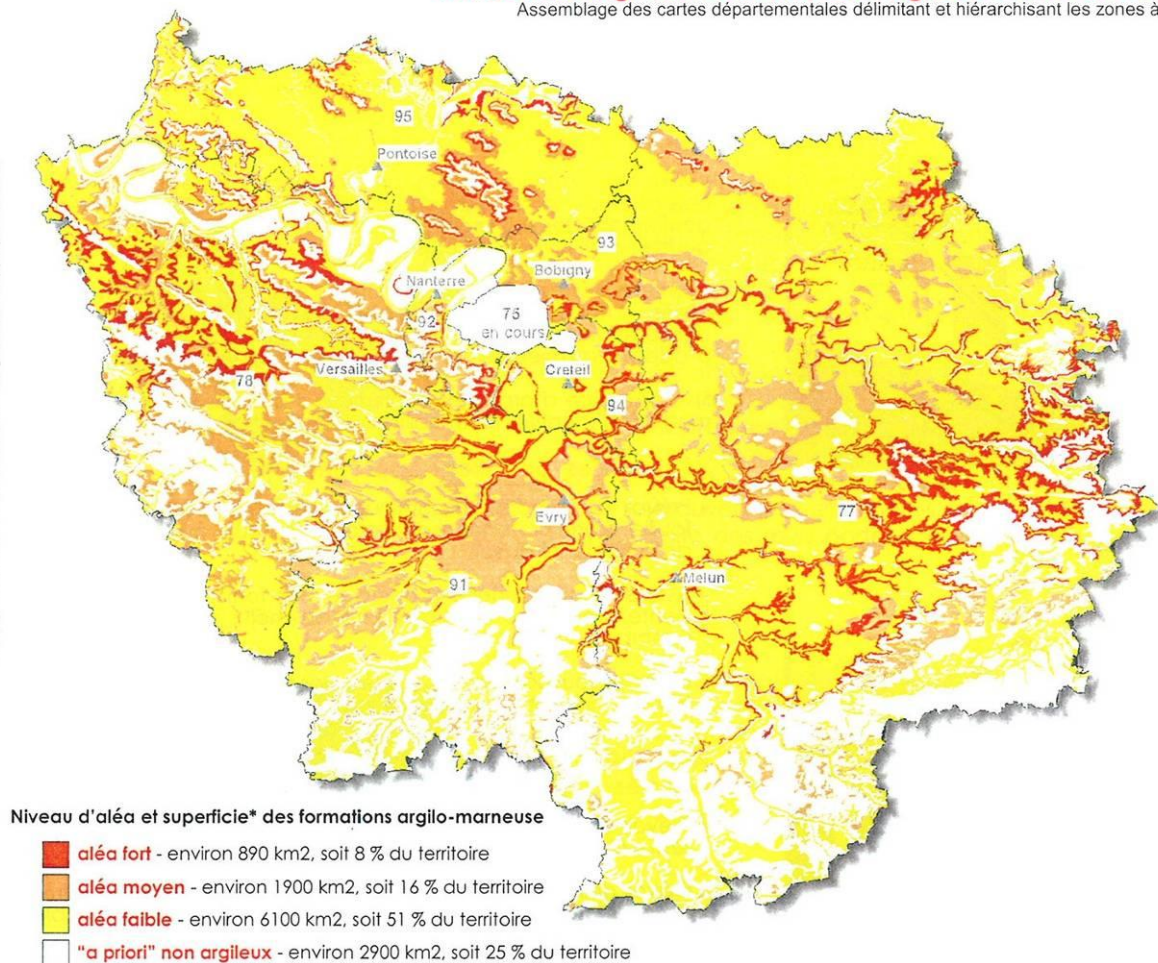 Assemblage des cartes départementales délimitant et hiérarchisant les zones à
95
Pontoise
93
Nanterre
Bobigny
92
75
en cours
Versailles
Creteil
78
94
Evry
77
91
Melun
Niveau d'aléa et superficie* des formations argilo-marneuse
aléa fort - environ 890 km2, soit 8 % du territoire
aléa moyen - environ 1900 km2, soit 16 % du territoire
aléa faible - environ 6100 km2, soit 51 % du territoire
"a priori" non argileux - environ 2900 km2, soit 25 % du territoire